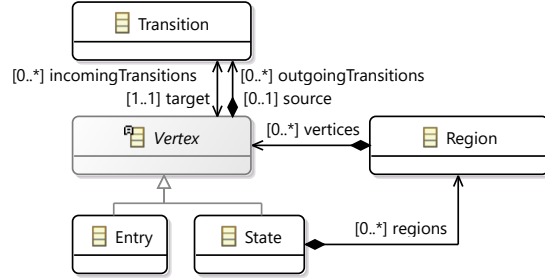 Transition
[0..*] incomingTransitions
[0..*] outgoingTransitions
[1..1] target
[0..1] source
Vertex
[0..*] vertices
Region
Entry
State
[0..*] regions